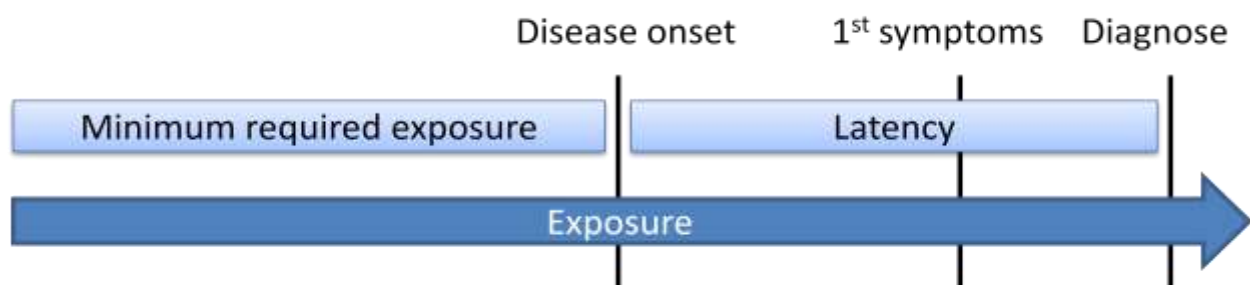 Disease onset 1st symptoms Diagnose
Minimum required exposure Latency
Exposure